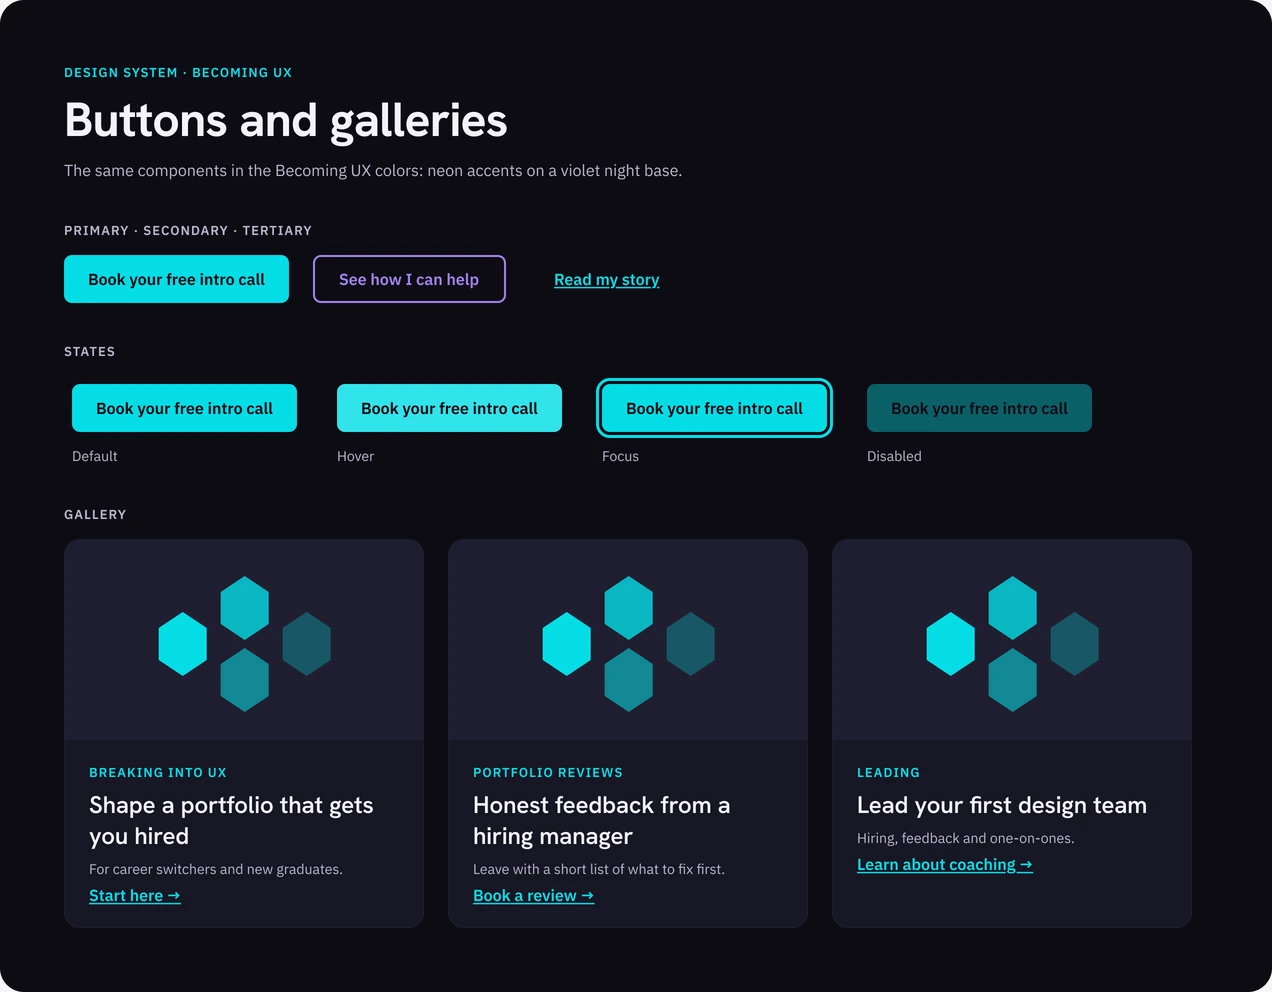 DESIGN SYSTEM · BECOMING UX
Buttons and galleries
The same components in the Becoming UX colors: neon accents on a violet night base.
PRIMARY · SECONDARY · TERTIARY
Book your free intro call
See how I can help
Read my story
STATES
Book your free intro call
Book your free intro call
Book your free intro call
Book your free intro call
Default
Hover
Focus
Disabled
GALLERY
BREAKING INTO UX
Shape a portfolio that gets
you hired
For career switchers and new graduates.
Start here →
PORTFOLIO REVIEWS
Honest feedback from a
hiring manager
Leave with a short list of what to fix first.
Book a review →
LEADING
Lead your first design team
Hiring, feedback and one-on-ones.
Learn about coaching →